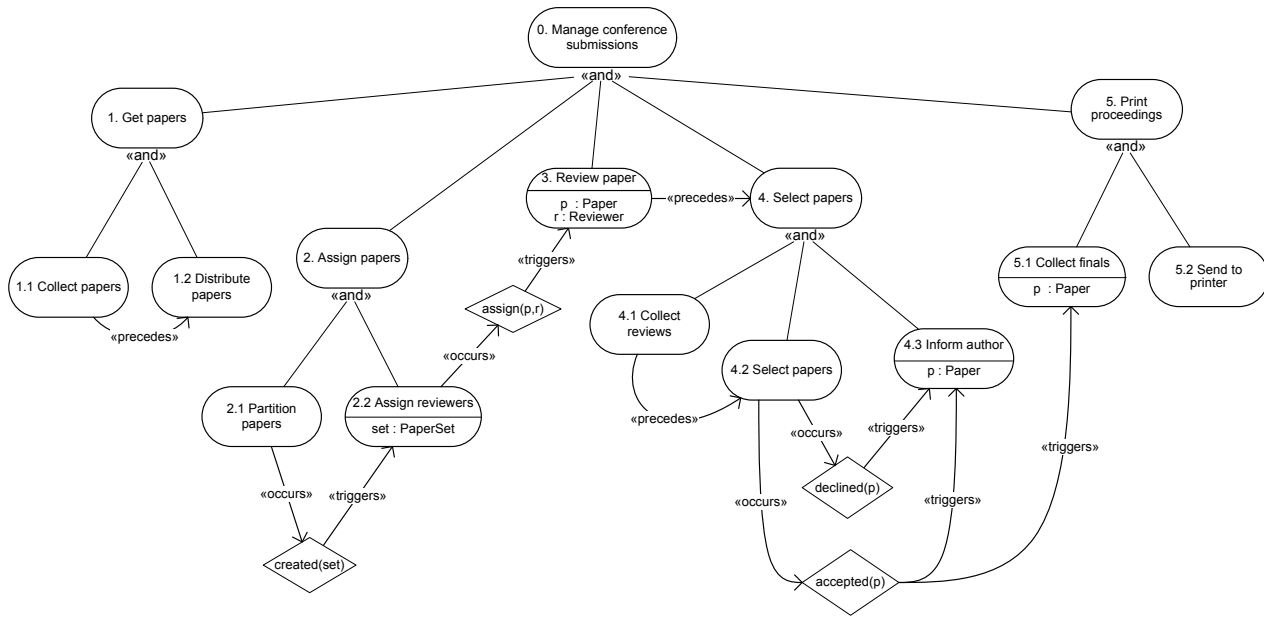 0. Manage conference
submissions
«and»
1. Get papers
«and»
5. Print
proceedings
«and»
3. Review paper
p : Paper
r : Reviewer
«precedes»
4. Select papers
«and»
2. Assign papers
«and»
1.1 Collect papers
1.2 Distribute
papers
«precedes»
«triggers»
assign(p,r)
«occurs»
5.1 Collect finals
p : Paper
5.2 Send to
printer
4.1 Collect
reviews
4.2 Select papers
4.3 Inform author
p : Paper
«precedes»
2.1 Partition
papers
2.2 Assign reviewers
set : PaperSet
«occurs»
«triggers»
created(set)
«occurs»
«triggers»
declined(p)
«occurs»
«triggers»
«triggers»
accepted(p)